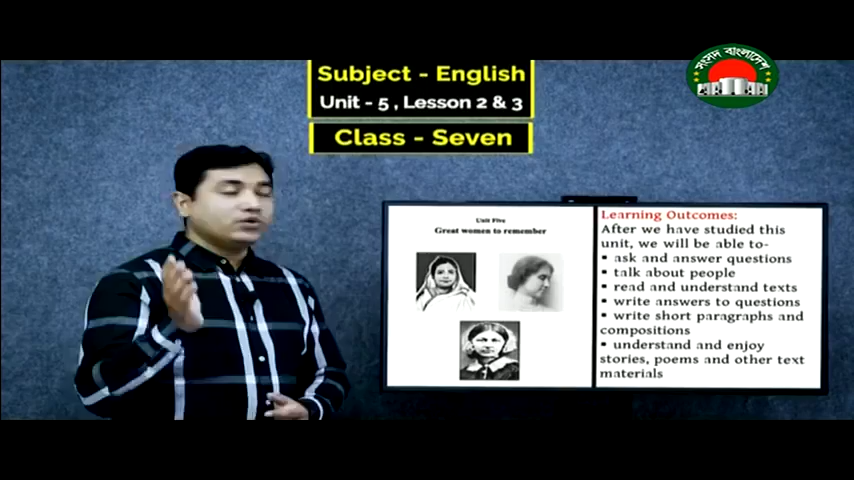 Subject - English
Unit - 5 , Lesson 2 & 3
Class - Seven
সংসদ বাংলাদেশ
Unit Five
Great women to remember
Learning Outcomes:
After we have studied this
unit, we will be able to-
• ask and answer questions
• talk about people
• read and understand texts
• write answers to questions
• write short paragraphs and
compositions
• understand and enjoy
stories, poems and other text
materials